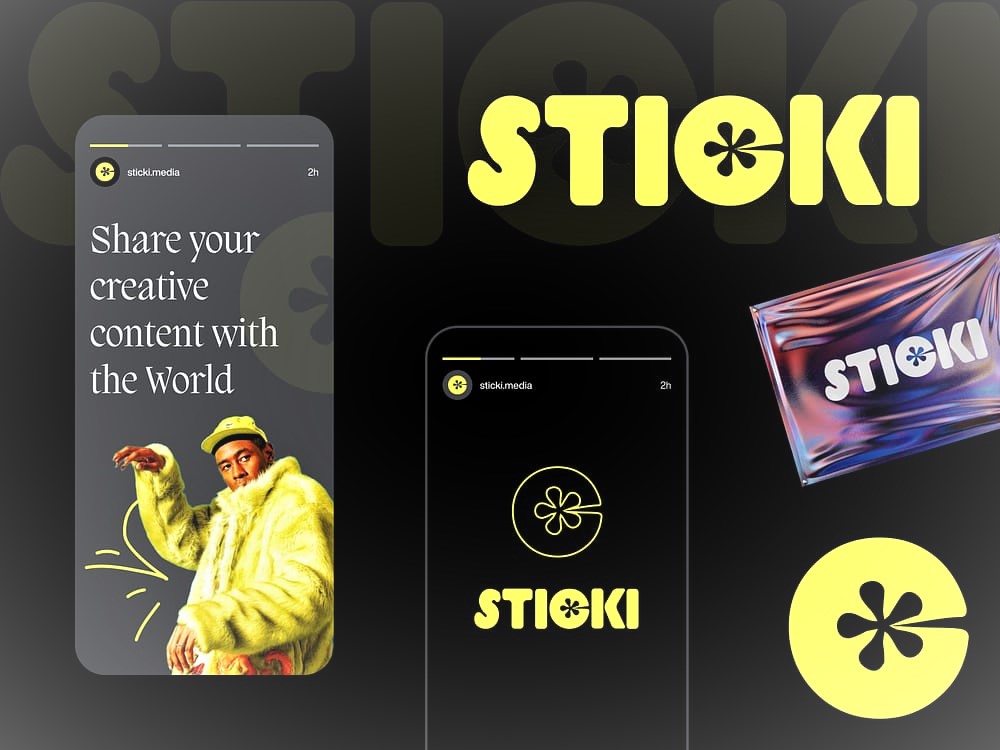 STICKI
STICKI
sticki.media
2h
Share your
creative
content with
the World
sticki.media
2h
STICKI
STICKI